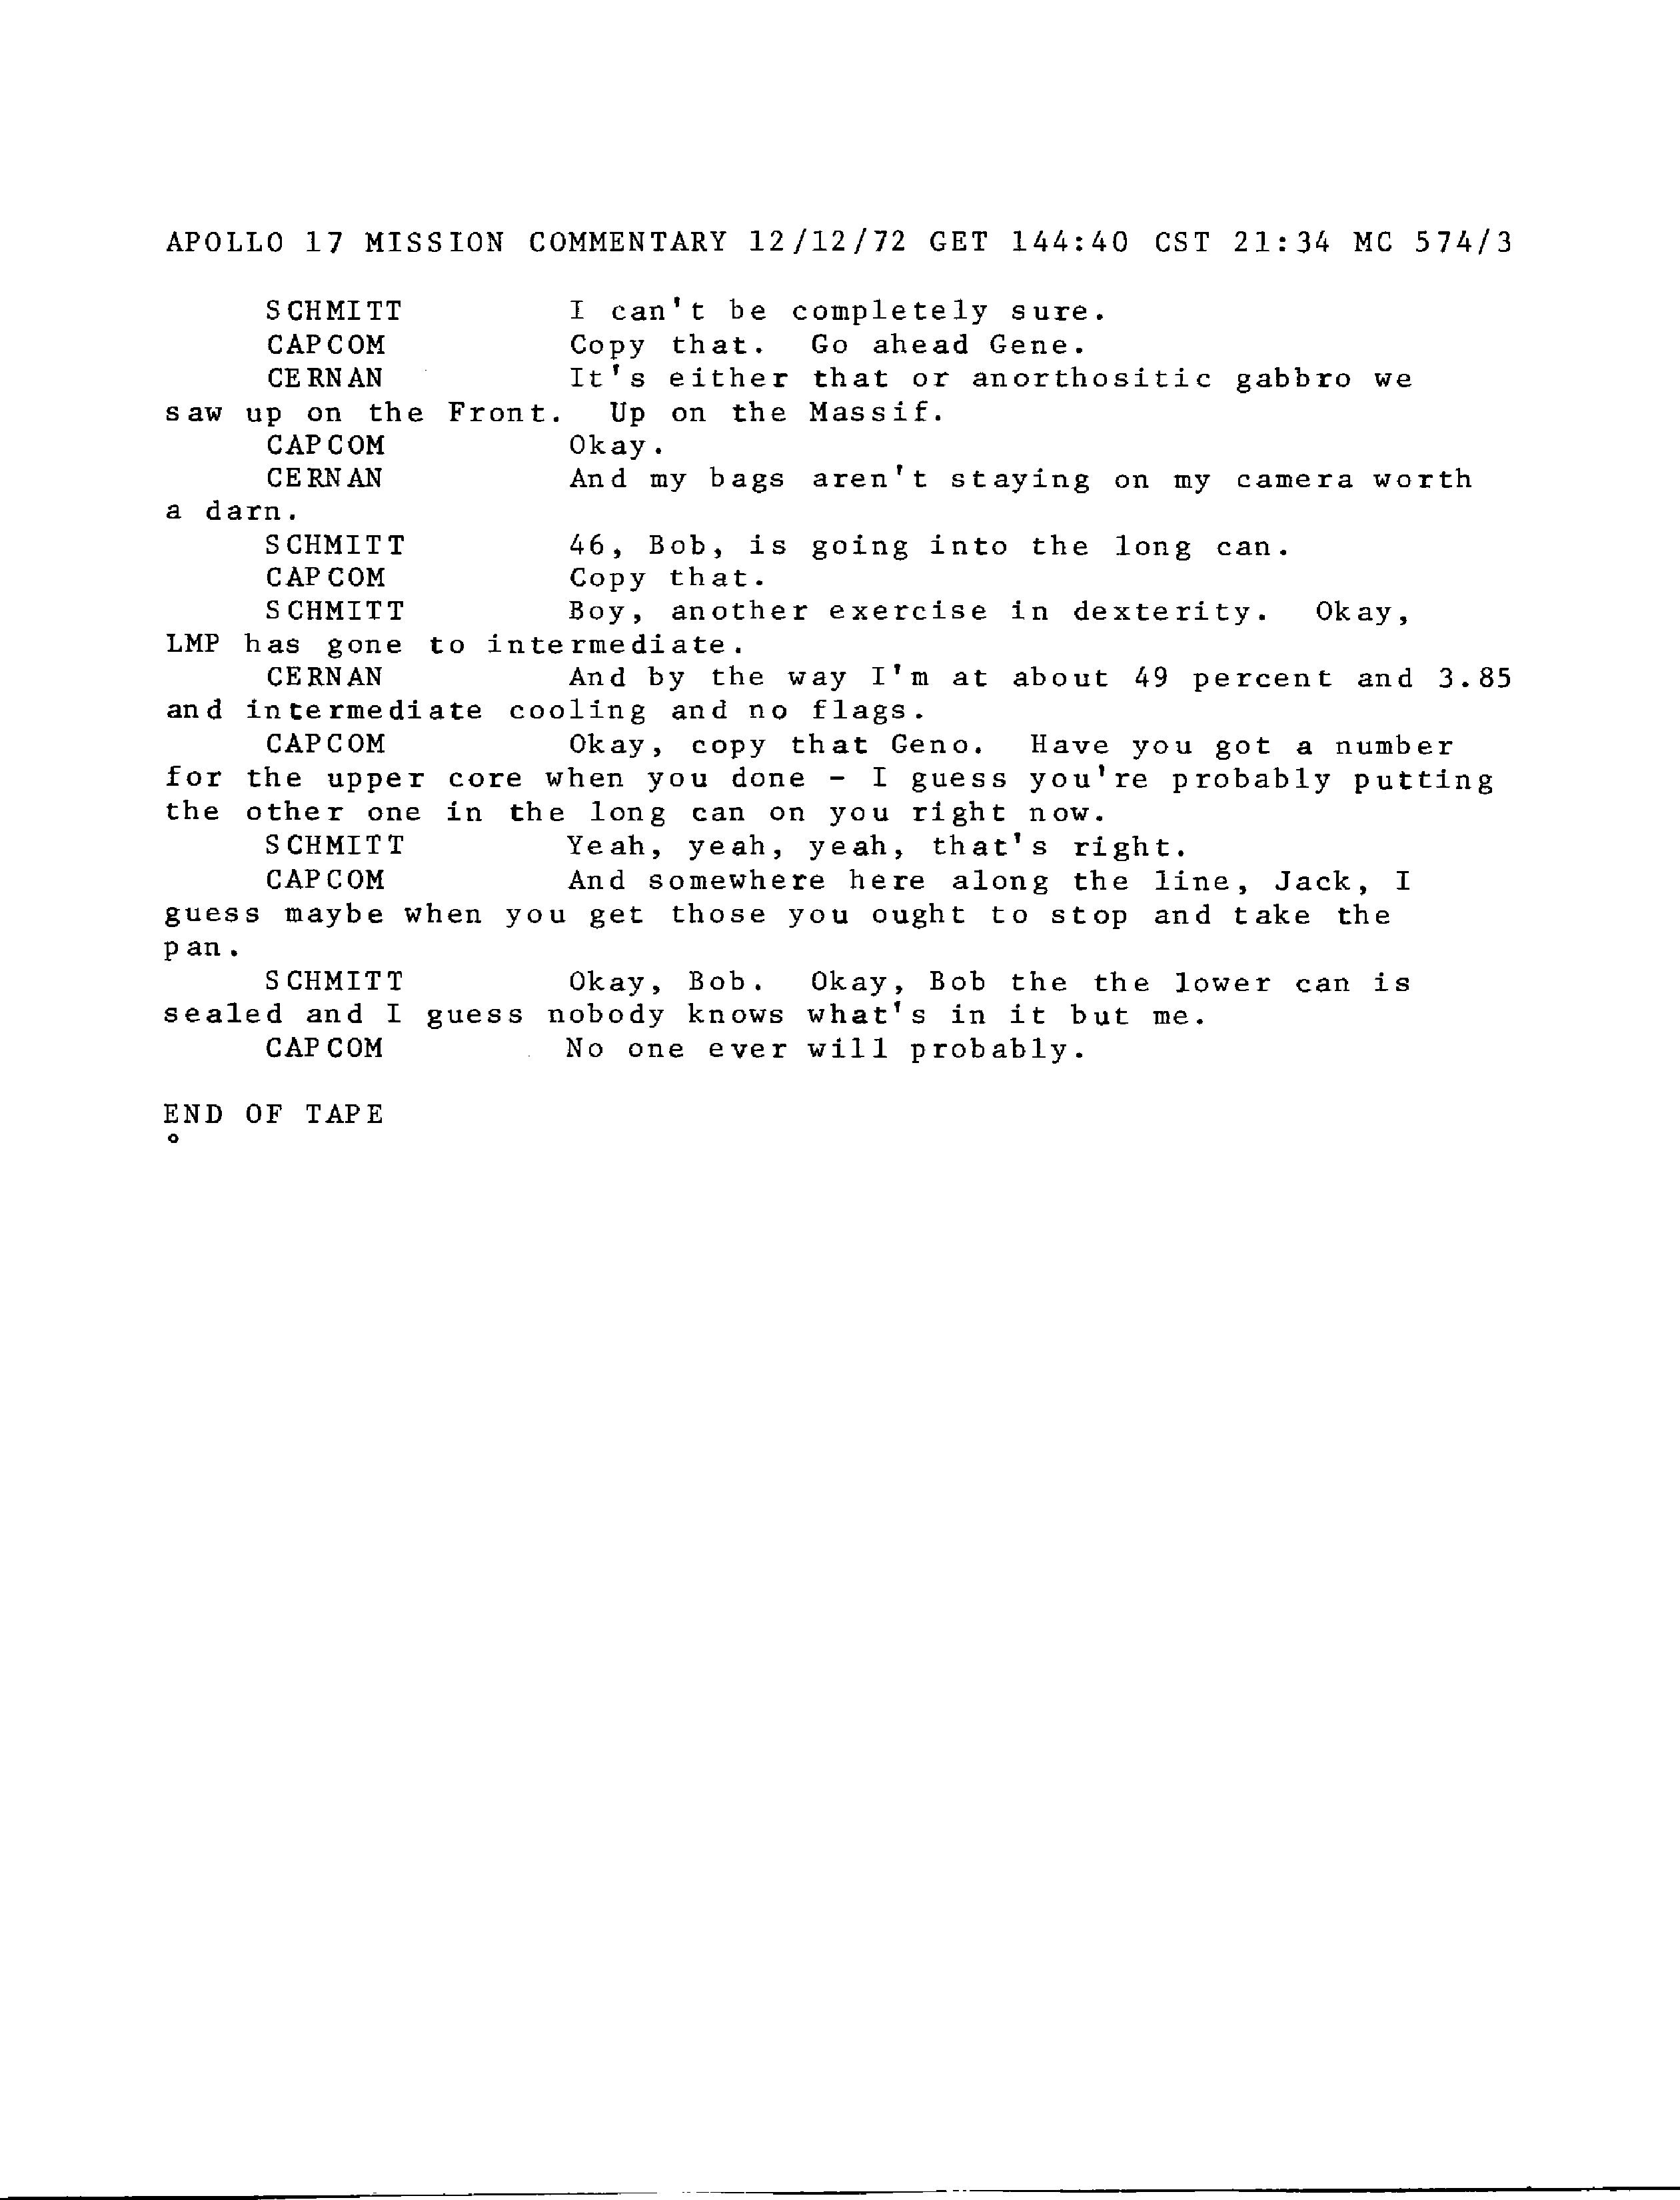 APOLLO 17 MISSION COMMENTARY 12/12/72 GET 144:40 CST 21:34 MC 574/3
SCHMITT I can't be completely sure.
CAPCOM Copy that. Go ahead Gene.
CERNAN It's either that or anorthositic gabbro we
saw up on the Front. Up on the Massif.
CAPCOM Okay.
CERNAN And my bags aren't staying on my camera worth
a darn.
SCHMITT 46, Bob, is going into the long can.
CAPCOM Copy that.
SCHMITT Boy, another exercise in dexterity. Okay,
LMP has gone to intermediate.
CERNAN And by the way I'm at about 49 percent and 3.85
and intermediate cooling and no flags.
CAPCOM Okay, copy that Geno. Have you got a number
for the upper core when you done - I guess you're probably putting
the other one in the long can on you right now.
SCHMITT Yeah, yeah, yeah, that's right.
CAPCOM And somewhere here along the line, Jack, I
guess maybe when you get those you ought to stop and take the
pan.
SCHMITT Okay, Bob. Okay, Bob the the lower can is
sealed and I guess nobody knows what's in it but me.
CAPCOM No one ever will probably.
END OF TAPE